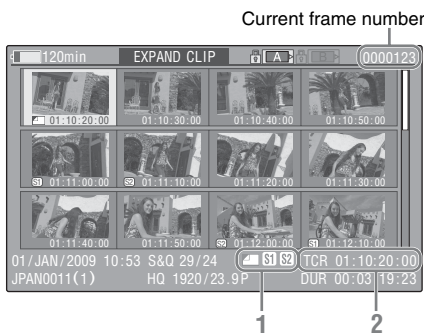 Current frame number
120min EXPAND CLIP A B 0000123
01:10:20:00 01:10:30:00 01:10:40:00 01:10:50:00
S1 01:11:00:00 S2 01:11:10:00 01:11:20:00 01:11:30:00
01:11:40:00 01:11:50:00 S2 01:12:00:00 S1 01:12:10:00
01/JAN/2009 10:53 S&Q 29/24 S1 S2 TCR 01:10:20:00
JPAN0011(1) HQ 1920/23.9P DUR 00:03:19:23
1 2